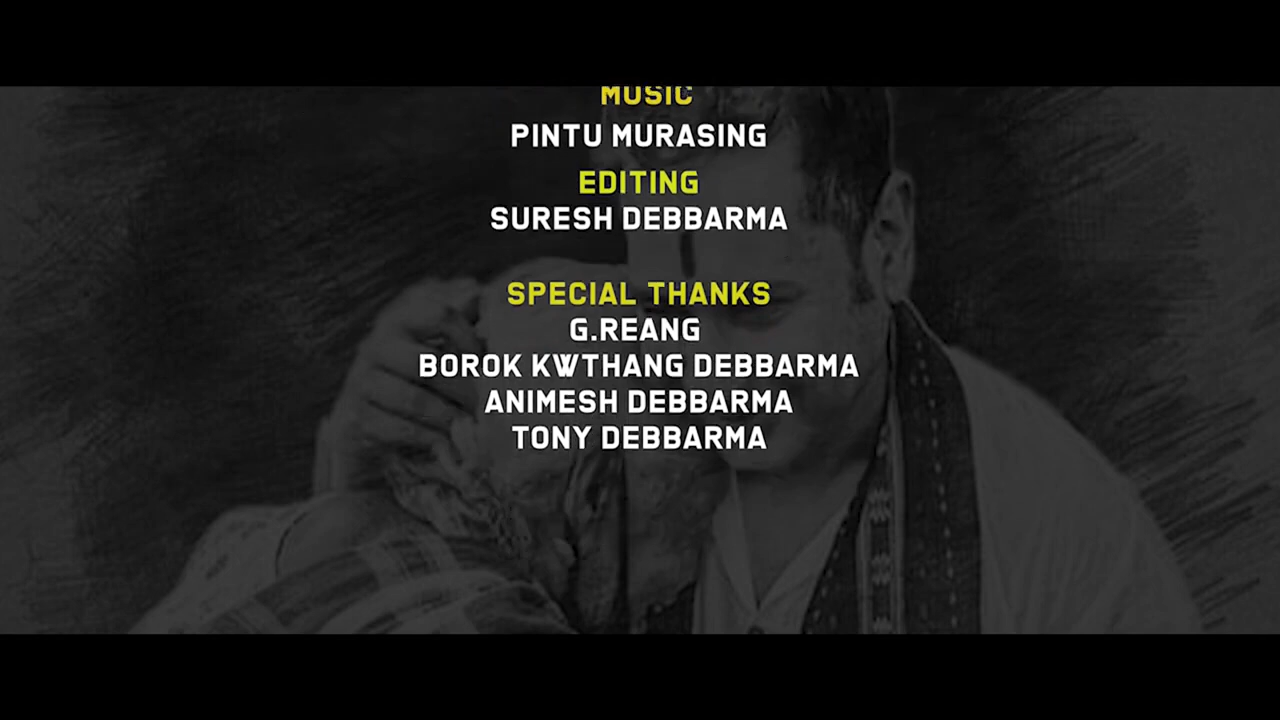 MUSIC
PINTU MURASING
EDITING
SURESH DEBBARMA
SPECIAL THANKS
G.REANG
BOROK KWTHANG DEBBARMA
ANIMESH DEBBARMA
TONY DEBBARMA